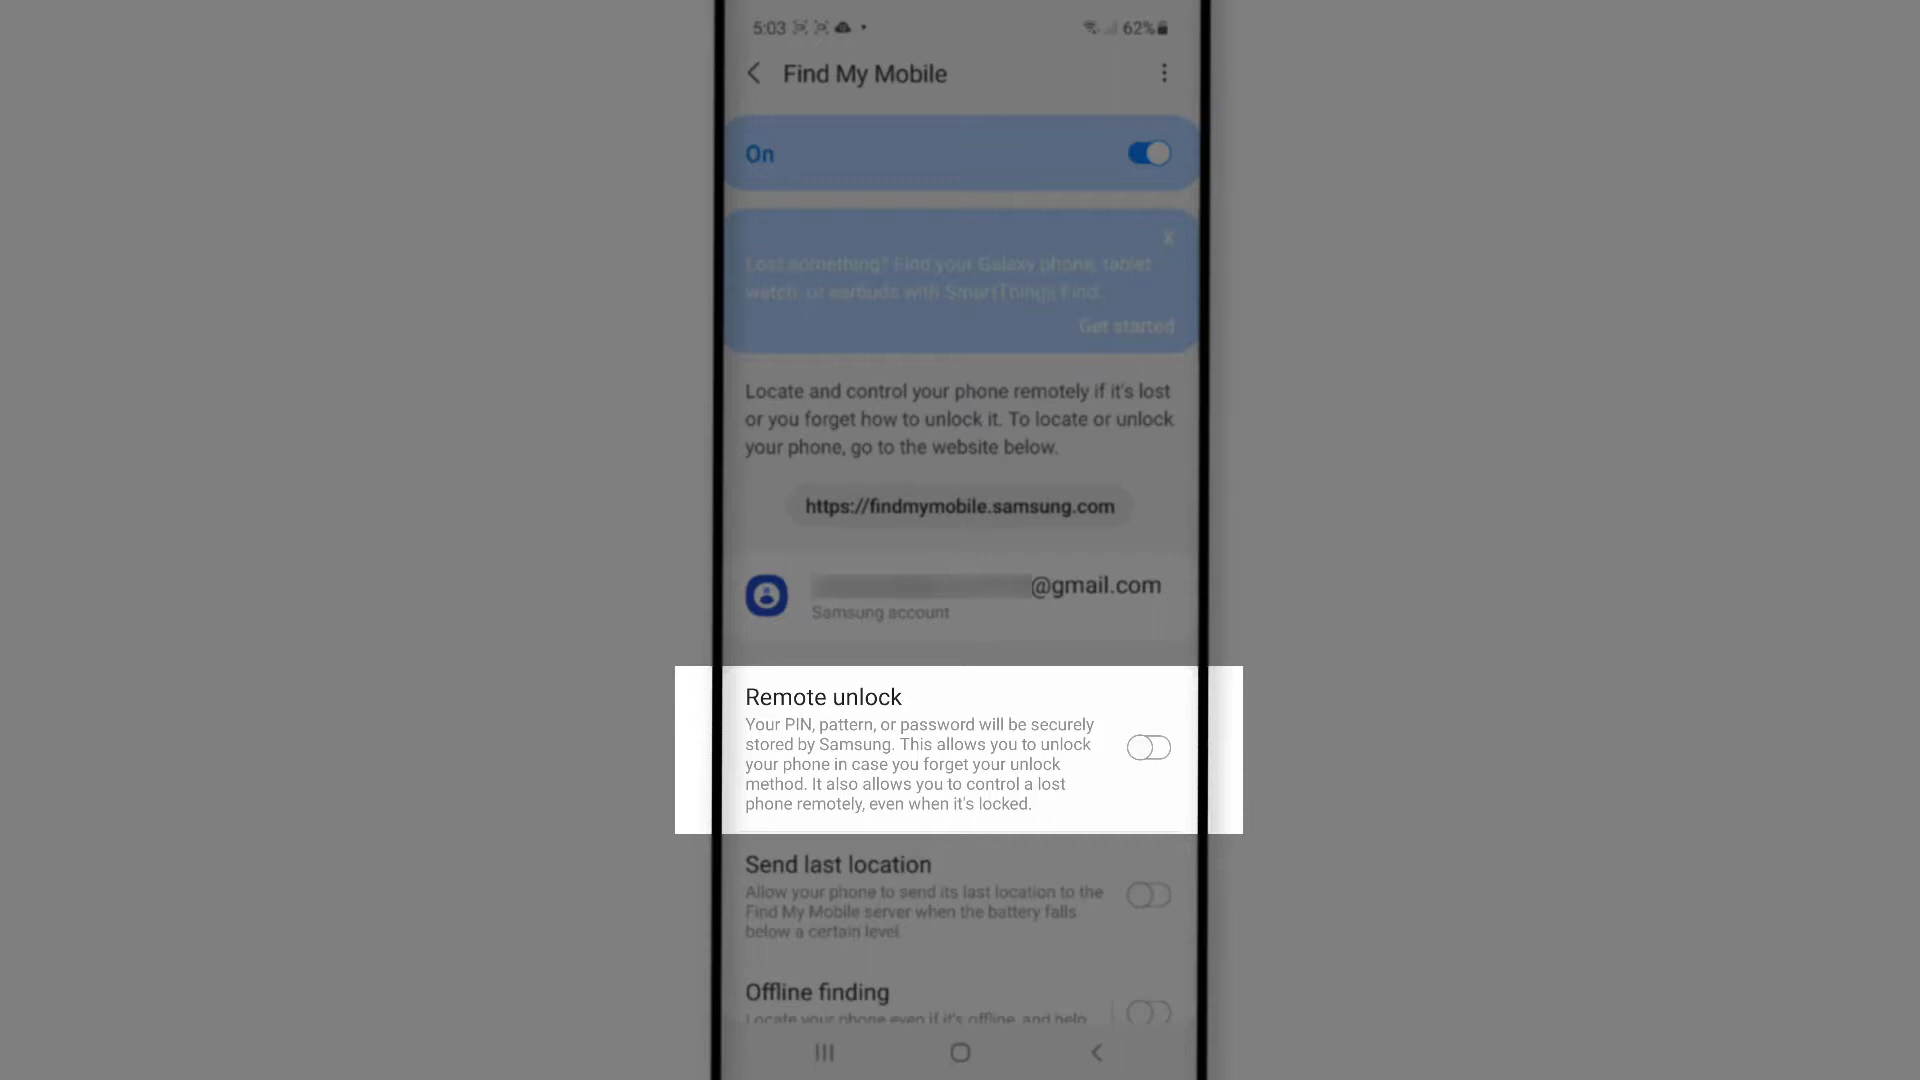 5:03
62%
Find My Mobile
On
X
Lost something? Find your Galaxy phone, tablet
watch, or earbuds with SmartThings Find.
Get started
Locate and control your phone remotely if it's lost
or you forget how to unlock it. To locate or unlock
your phone, go to the website below.
https://findmymobile.samsung.com
@gmail.com
Samsung account
Remote unlock
Your PIN, pattern, or password will be securely
stored by Samsung. This allows you to unlock
your phone in case you forget your unlock
method. It also allows you to control a lost
phone remotely, even when it's locked.
Send last location
Allow your phone to send its last location to the
Find My Mobile server when the battery falls
below a certain level.
Offline finding
Locate your phone even if it's offline, and help